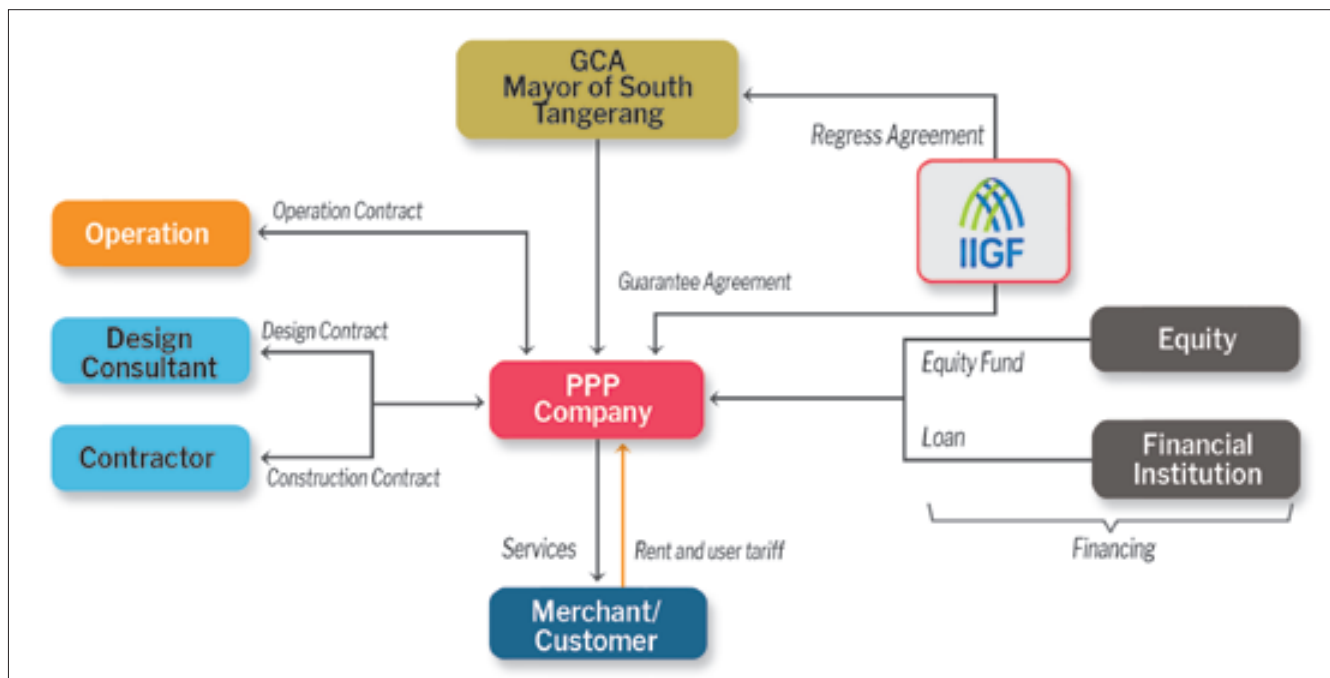 GCA
Mayor of South
Tangerang
Regress Agreement
IIGF
Operation Contract
Operation
Guarantee Agreement
Design Contract
Design
Consultant
Equity
Equity Fund
PPP
Company
Loan
Contractor
Construction Contract
Financial
Institution
Services
Rent and user tariff
Financing
Merchant/
Customer